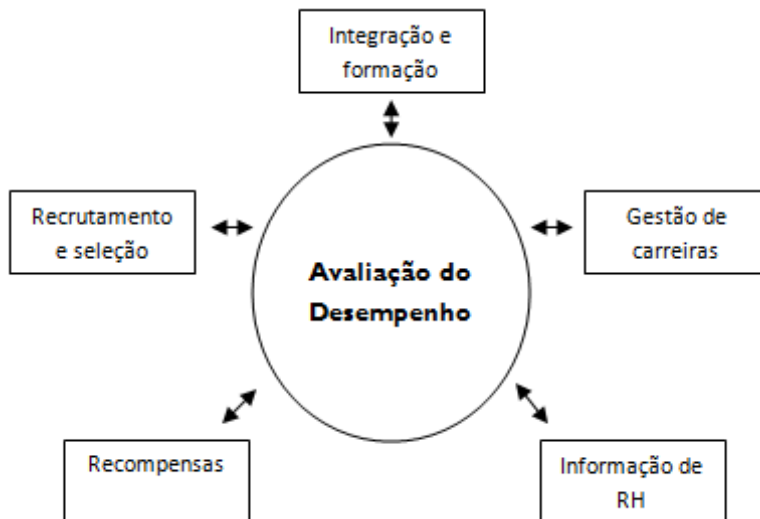 Integração e
formação
Recrutamento
e seleção
Gestão de
carreiras
Avaliação do
Desempenho
Recompensas
Informação de
RH